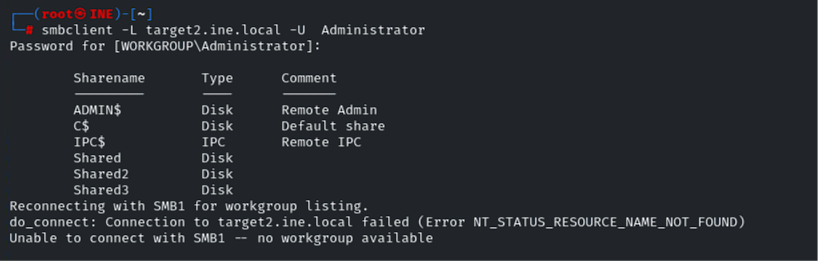 ┌──(root㉿INE)-[~]
└─# smbclient -L target2.ine.local -U  Administrator
Password for [WORKGROUP\Administrator]:
Sharename       Type      Comment
---------       ----      -------
ADMIN$          Disk      Remote Admin
C$              Disk      Default share
IPC$            IPC       Remote IPC
Shared          Disk
Shared2         Disk
Shared3         Disk
Reconnecting with SMB1 for workgroup listing.
do_connect: Connection to target2.ine.local failed (Error NT_STATUS_RESOURCE_NAME_NOT_FOUND)
Unable to connect with SMB1 -- no workgroup available